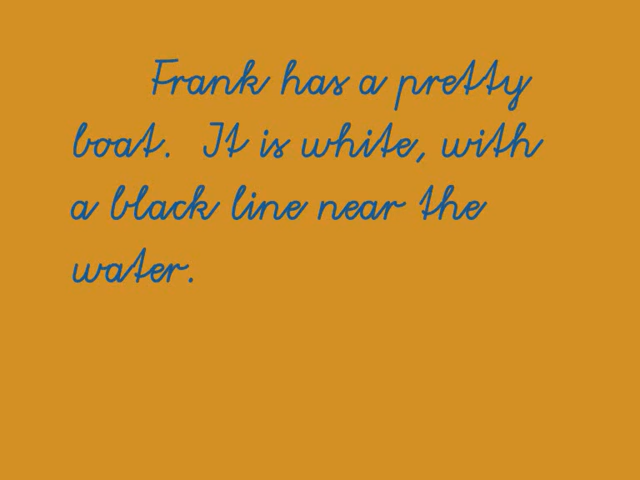 Frank has a pretty
boat. It is white, with
a black line near the
water.